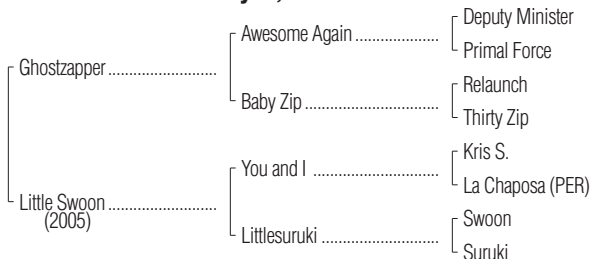 Deputy Minister
Awesome Again ....................
Primal Force
Ghostzapper..........................
Relaunch
Baby Zip ................................
Thirty Zip
Kris S.
You and I ..............................
La Chaposa (PER)
Little Swoon ..........................
(2005)
Swoon
Littlesuruki ............................
Suruki